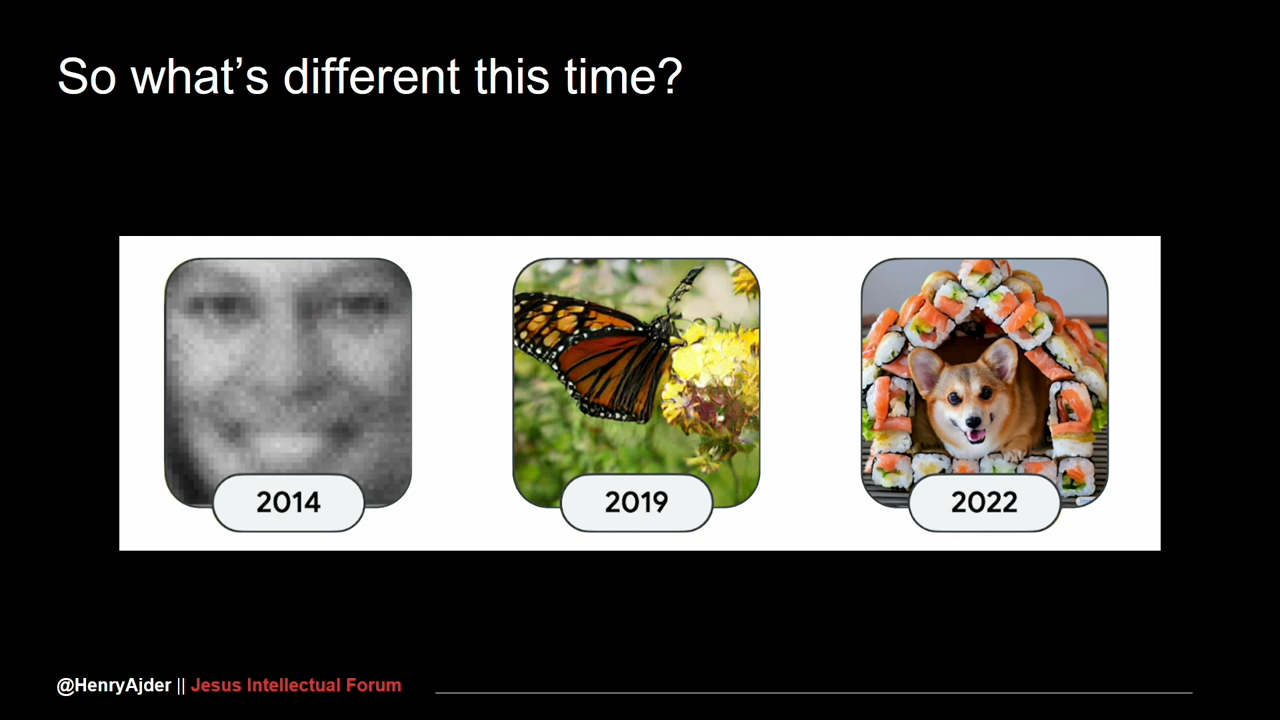 So what’s different this time?
2014
2019
2022
@HenryAjder || Jesus Intellectual Forum